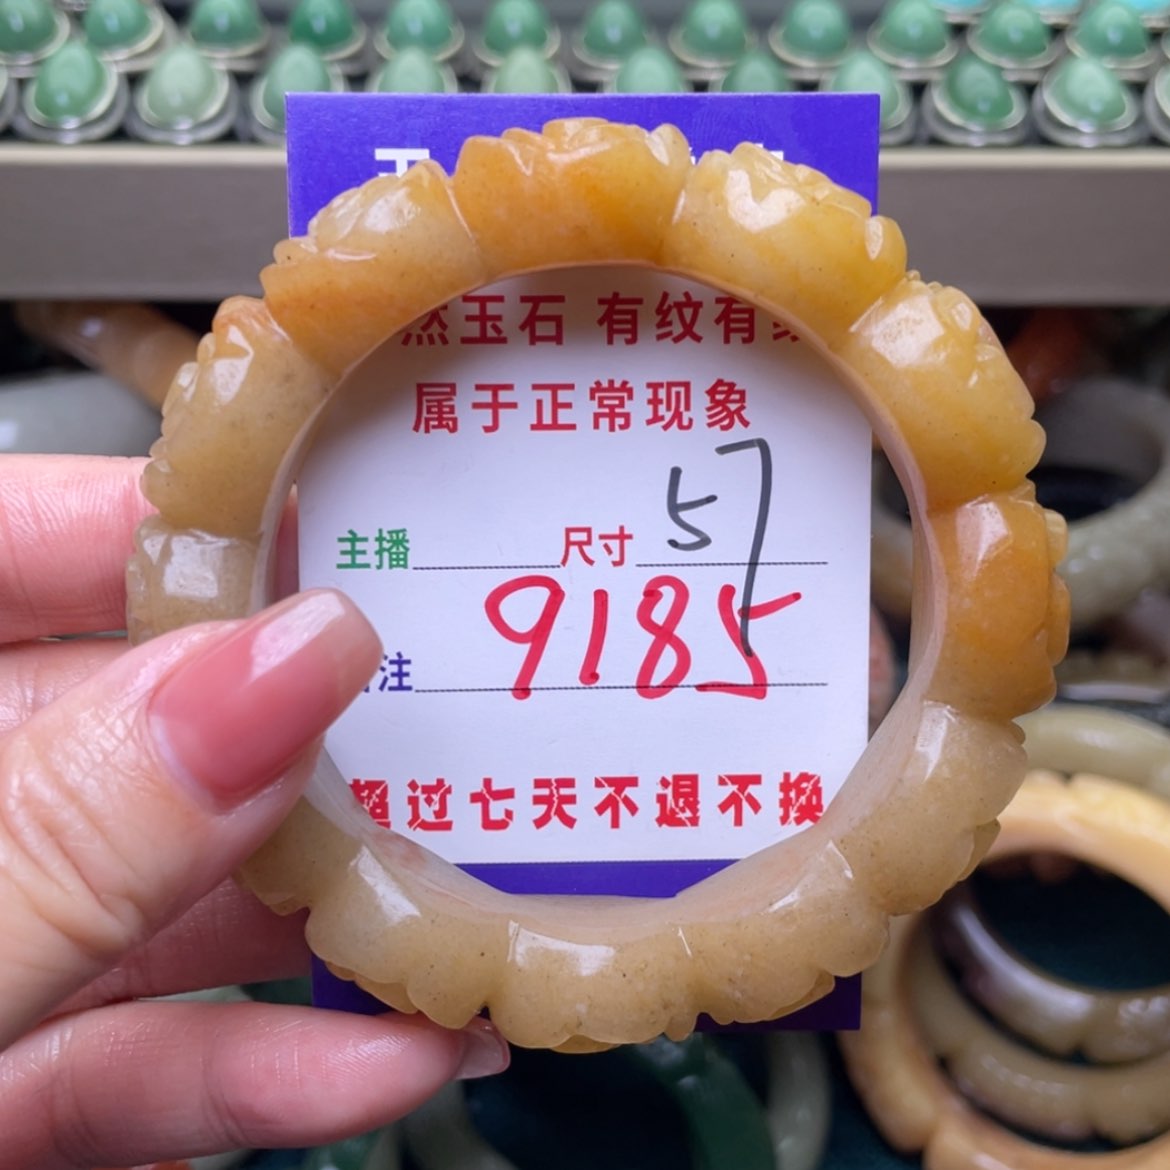 然玉石 有纹有
属于正常现象
主播 尺寸 57
注 9185
超过七天不退不换